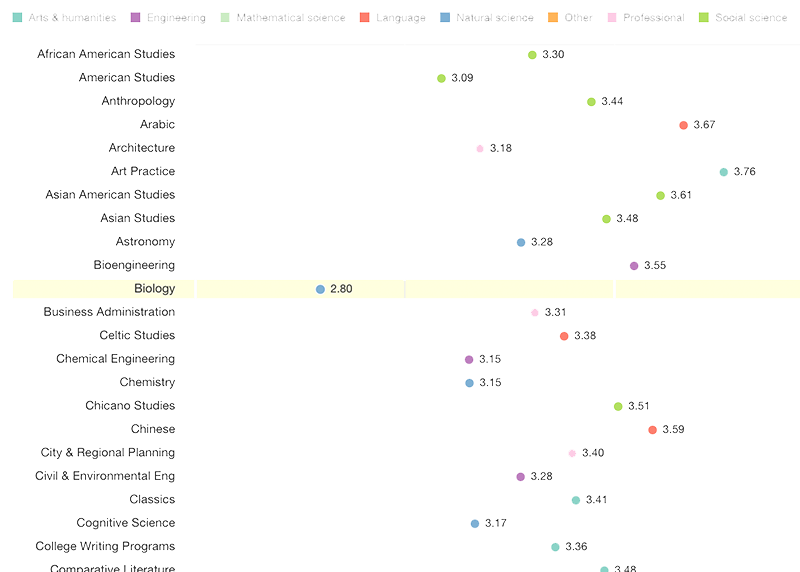 Arts & humanities Engineering Mathematical science Language Natural science Other Professional Social science
African American Studies 3.30
American Studies 3.09
Anthropology 3.44
Arabic 3.67
Architecture 3.18
Art Practice 3.76
Asian American Studies 3.61
Asian Studies 3.48
Astronomy 3.28
Bioengineering 3.55
Biology 2.80
Business Administration 3.31
Celtic Studies 3.38
Chemical Engineering 3.15
Chemistry 3.15
Chicano Studies 3.51
Chinese 3.59
City & Regional Planning 3.40
Civil & Environmental Eng 3.28
Classics 3.41
Cognitive Science 3.17
College Writing Programs 3.36
Comparative Literature 3.48